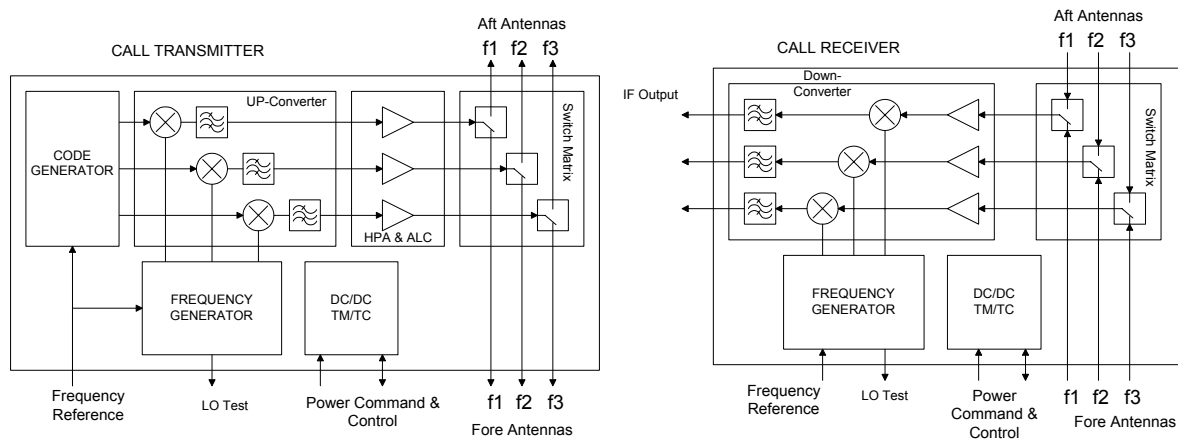 Aft Antennas
f1 f2 f3
CALL TRANSMITTER
UP-Converter
CODE
GENERATOR
Switch Matrix
HPA & ALC
FREQUENCY
GENERATOR
DC/DC
TM/TC
Frequency
Reference
LO Test
Power Command &
Control
f1 f2 f3
Fore Antennas
Aft Antennas
f1 f2 f3
CALL RECEIVER
Down-
Converter
IF Output
Switch Matrix
FREQUENCY
GENERATOR
DC/DC
TM/TC
Frequency
Reference
LO Test
Power
Command &
Control
f1 f2 f3
Fore Antennas